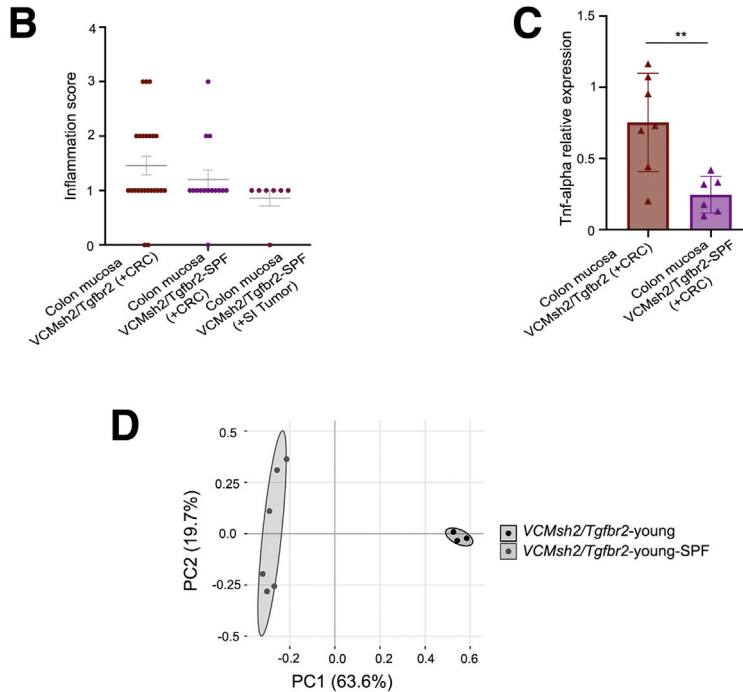 B
Inflammation score
4
3
2
1
0
Colon mucosa
VCMsh2/Tgfbr2 (+CRC)
Colon mucosa
VCMsh2/Tgfbr2-SPF
(+CRC)
Colon mucosa
VCMsh2/Tgfbr2-SPF
(+SI Tumor)
C
Tnf-alpha relative expression
1.5
1
0.5
0
**
Colon mucosa
VCMsh2/Tgfbr2 (+CRC)
Colon mucosa
VCMsh2/Tgfbr2-SPF
(+CRC)
D
PC2 (19.7%)
0.5
0.25
0.0
-0.25
-0.5
-0.2
0.0
0.2
0.4
0.6
PC1 (63.6%)
VCMsh2/Tgfbr2-young
VCMsh2/Tgfbr2-young-SPF